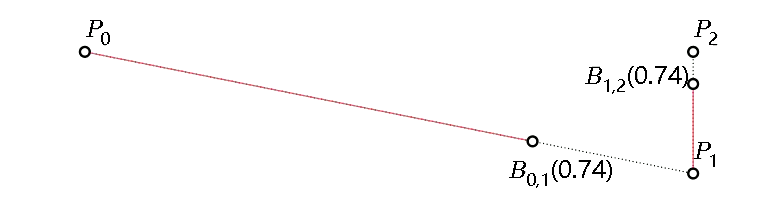 P₀
P₂
B₁,₂(0.74)
P₁
B₀,₁(0.74)